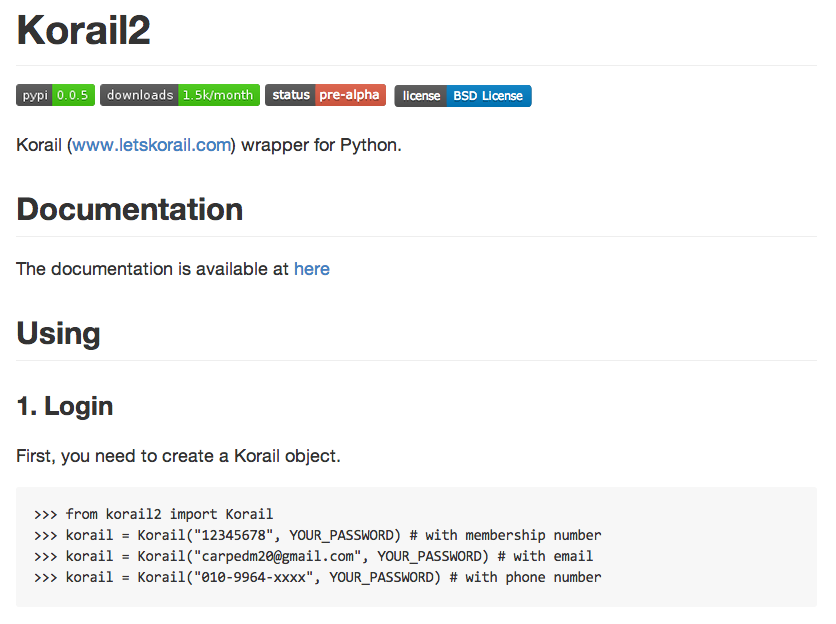 Korail2
pypi 0.0.5 downloads 1.5k/month status pre-alpha license BSD License
Korail (www.letskorail.com) wrapper for Python.
Documentation
The documentation is available at here
Using
1. Login
First, you need to create a Korail object.
>>> from korail2 import Korail
>>> korail = Korail("12345678", YOUR_PASSWORD) # with membership number
>>> korail = Korail("carpedm20@gmail.com", YOUR_PASSWORD) # with email
>>> korail = Korail("010-9964-xxxx", YOUR_PASSWORD) # with phone number